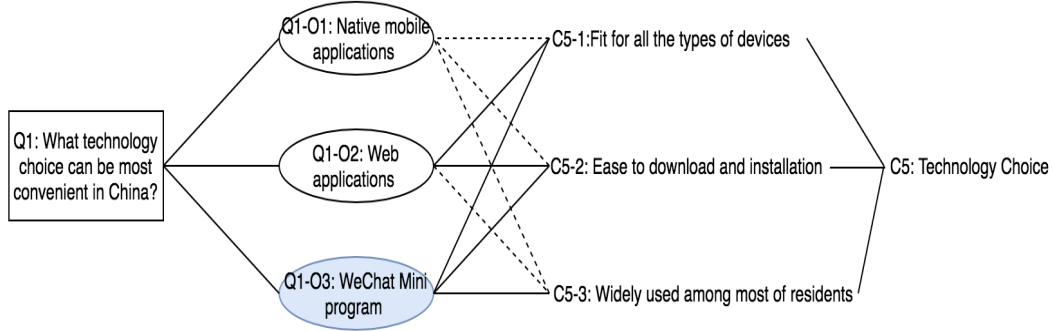 Q1: What technology
choice can be most
convenient in China?
Q1-O1: Native mobile
applications
Q1-O2: Web
applications
Q1-O3: WeChat Mini
program
C5-1:Fit for all the types of devices
C5-2: Ease to download and installation
C5-3: Widely used among most of residents
C5: Technology Choice